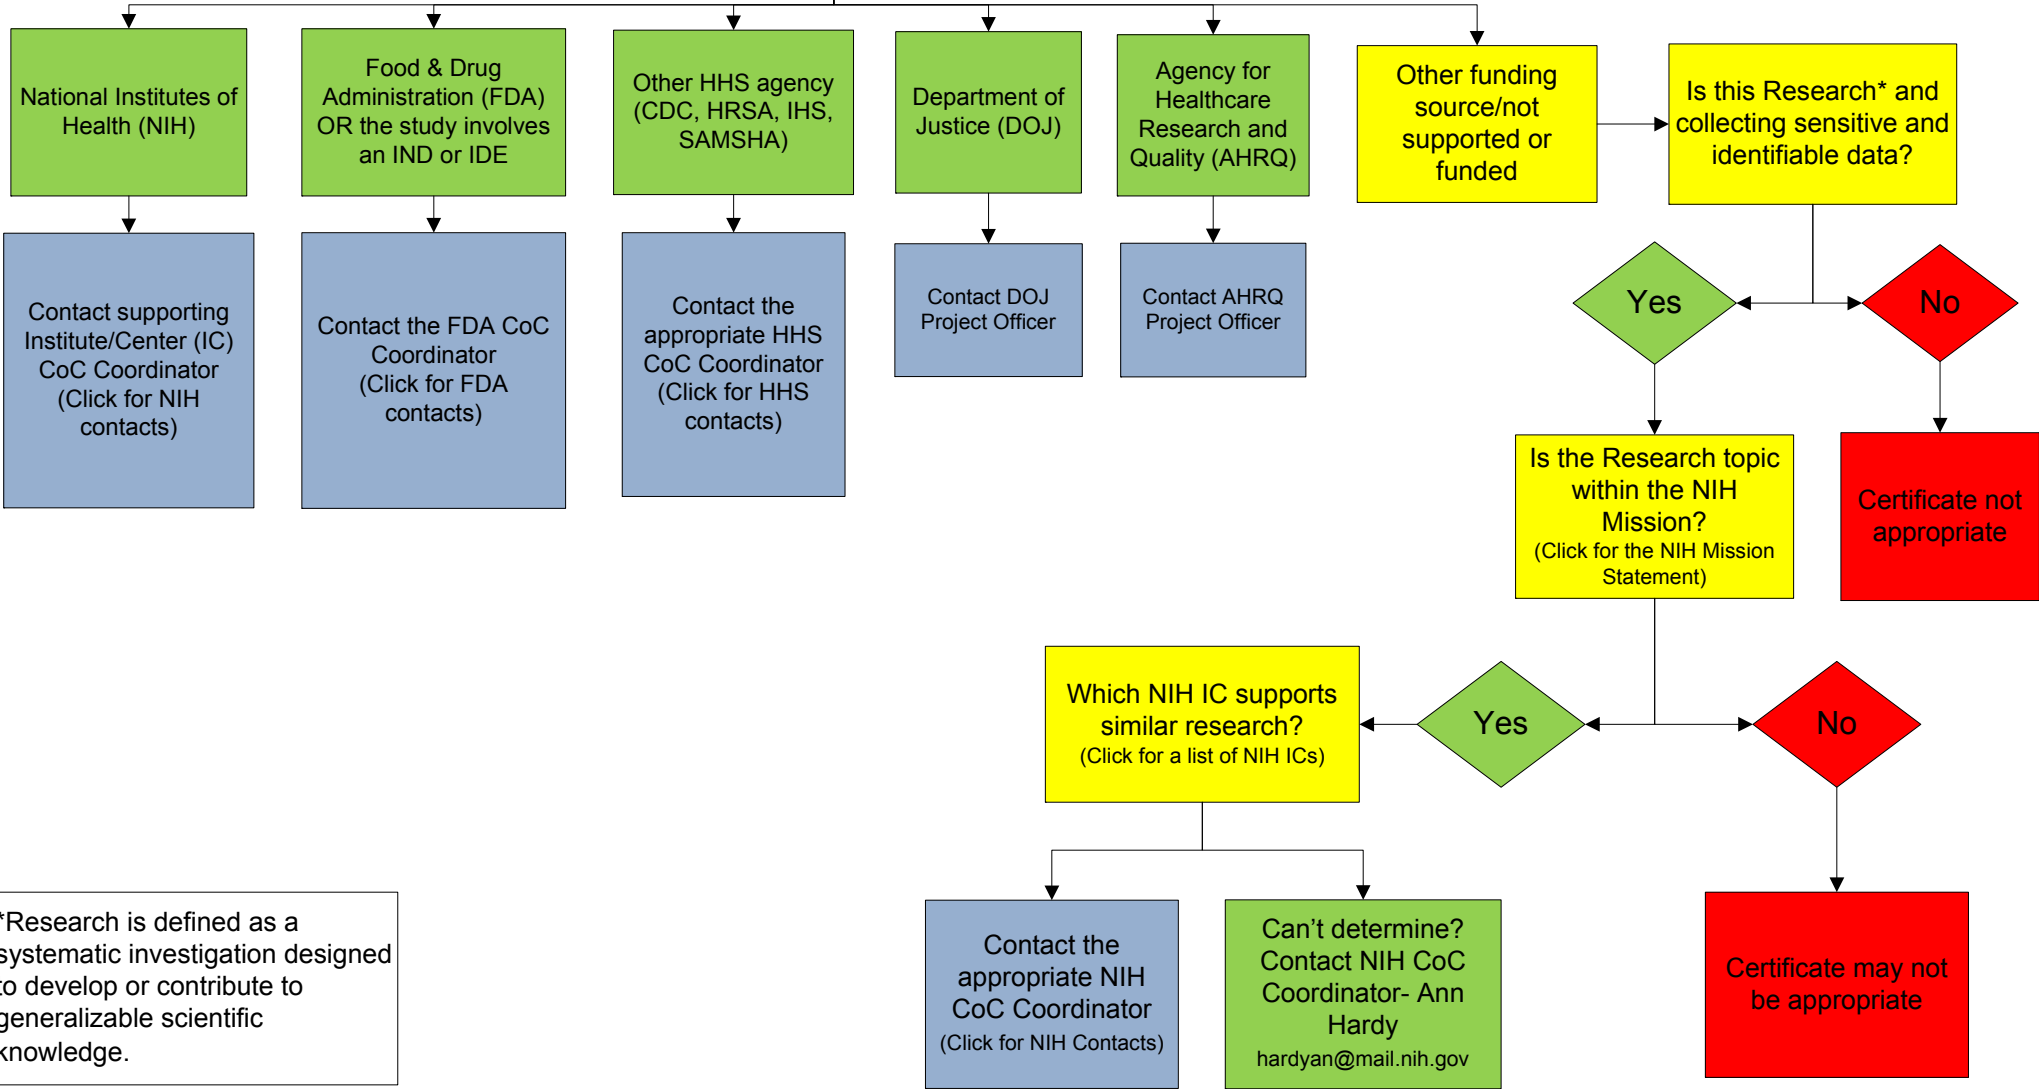 National Institutes of
Health (NIH)
Food & Drug
Administration (FDA)
OR the study involves
an IND or IDE
Other HHS agency
(CDC, HRSA, IHS,
SAMSHA)
Department of
Justice (DOJ)
Agency for
Healthcare
Research and
Quality (AHRQ)
Other funding
source/not
supported or
funded
Is this Research* and
collecting sensitive and
identifiable data?
Contact supporting
Institute/Center (IC)
CoC Coordinator
(Click for NIH
contacts)
Contact the FDA CoC
Coordinator
(Click for FDA
contacts)
Contact the
appropriate HHS
CoC Coordinator
(Click for HHS
contacts)
Contact DOJ
Project Officer
Contact AHRQ
Project Officer
Yes
No
Is the Research topic
within the NIH
Mission?
(Click for the NIH Mission
Statement)
Certificate not
appropriate
Which NIH IC supports
similar research?
(Click for a list of NIH ICs)
Yes
No
*Research is defined as a
systematic investigation designed
to develop or contribute to
generalizable scientific
knowledge.
Contact the
appropriate NIH
CoC Coordinator
(Click for NIH Contacts)
Can't determine?
Contact NIH CoC
Coordinator- Ann
Hardy
hardyan@mail.nih.gov
Certificate may not
be appropriate